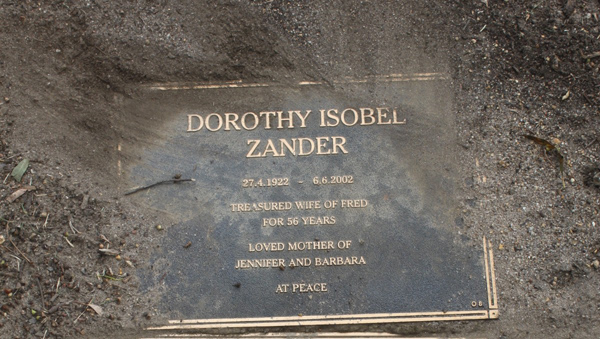 DOROTHY ISOBEL
ZANDER
27.4.1922 - 6.6.2002
TREASURED WIFE OF FRED
FOR 56 YEARS
LOVED MOTHER OF
JENNIFER AND BARBARA
AT PEACE
D8